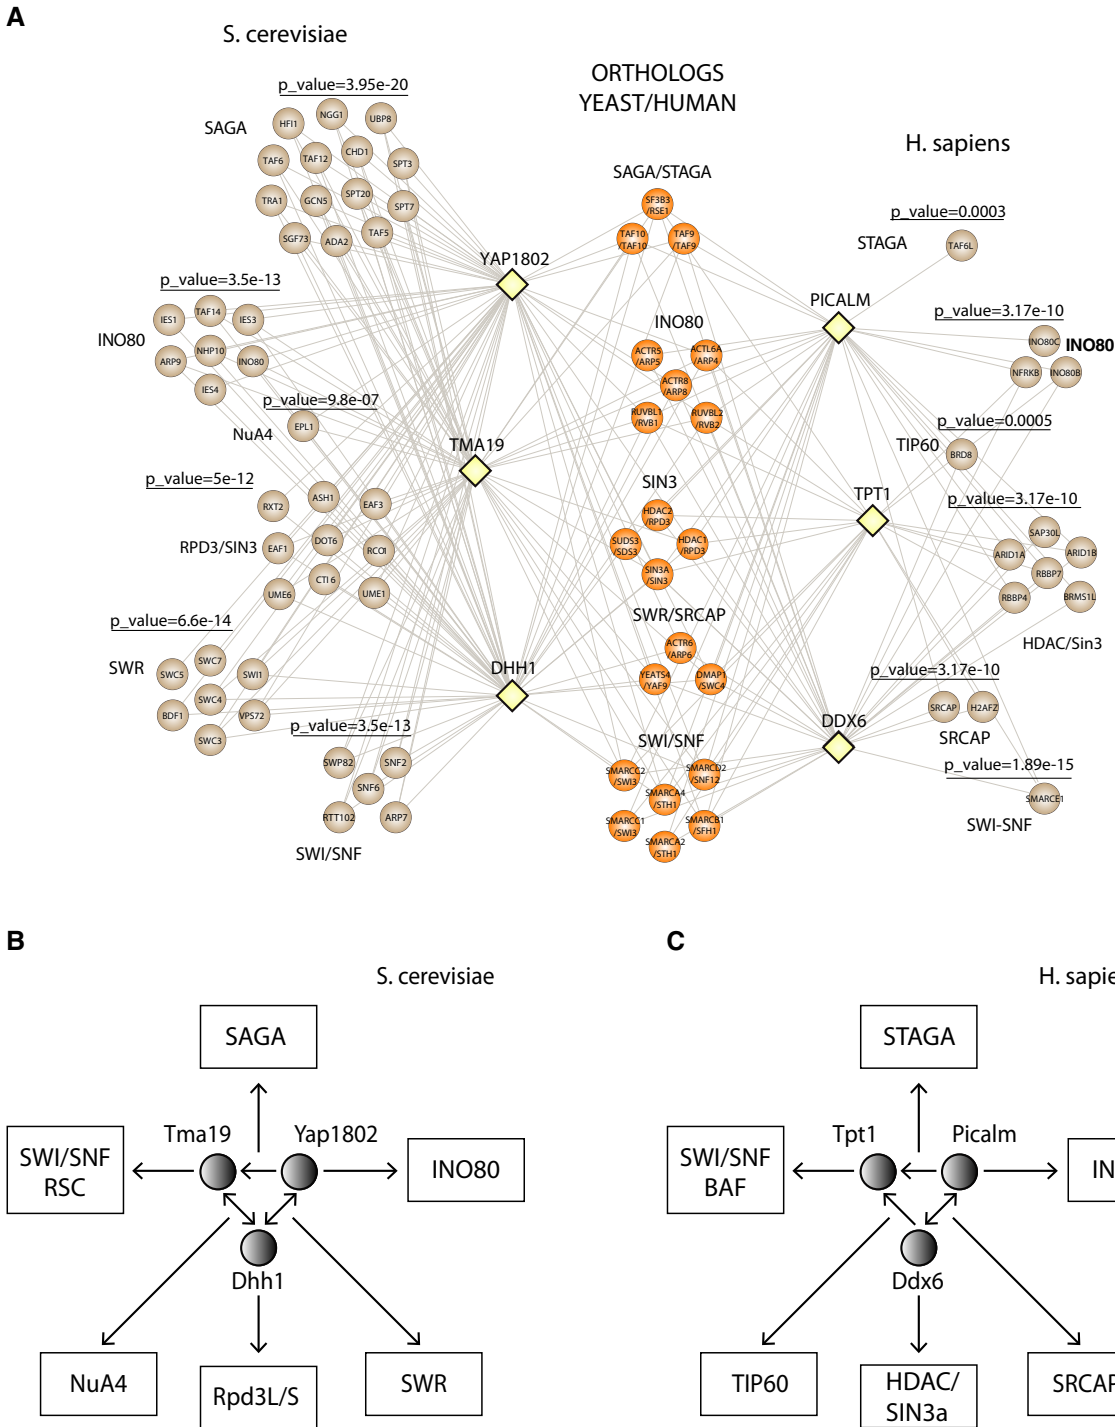 A
S. cerevisiae
ORTHOLOGS
YEAST/HUMAN
H. sapiens
p_value=3.95e-20
SAGA
HFI1
NGG1
UBP8
TAF6
TAF12
CHD1
SPT3
TRA1
GCN5
SPT20
SPT7
SGF73
ADA2
TAF5
YAP1802
p_value=3.5e-13
INO80
IES1
TAF14
IES3
ARP9
NHP10
INO80
IES4
p_value=9.8e-07
NuA4
EPL1
TMA19
p_value=5e-12
RPD3/SIN3
RXT2
ASH1
EAF3
EAF1
DOT6
RCO1
UME6
CTI6
UME1
p_value=6.6e-14
SWR
SWC5
SWC7
SWI1
BDF1
SWC4
VPS72
SWC3
DHH1
p_value=3.5e-13
SWP82
SNF2
SNF6
RTT102
ARP7
SWI/SNF
SAGA/STAGA
SF3B3
/RSE1
TAF10
/TAF10
TAF9
/TAF9
INO80
ACTR5
/ARP5
ACTL6A
/ARP4
ACTR8
/ARP8
RUVBL1
/RVB1
RUVBL2
/RVB2
SIN3
HDAC2
/RPD3
SUDS3
/SDS3
HDAC1
/RPD3
SIN3A
/SIN3
SWR/SRCAP
ACTR6
/ARP6
YEATS4
/YAF9
DMAP1
/SWC4
SWI/SNF
SMARCC2
/SWI3
SMARCD2
/SNF12
SMARCA4
/STH1
SMARCC1
/SWI3
SMARCB1
/SFH1
SMARCA2
/STH1
p_value=0.0003
STAGA
TAF6L
PICALM
p_value=3.17e-10
INO80C
INO80
NFRKB
INO80B
p_value=0.0005
TIP60
BRD8
TPT1
p_value=3.17e-10
SAP30L
ARID1A
ARID1B
RBBP7
RBBP4
BRMS1L
HDAC/Sin3
p_value=3.17e-10
SRCAP
H2AFZ
SRCAP
DDX6
p_value=1.89e-15
SMARCE1
SWI-SNF
B
S. cerevisiae
SAGA
Tma19
Yap1802
SWI/SNF
RSC
INO80
Dhh1
NuA4
Rpd3L/S
SWR
C
H. sapie
STAGA
Tpt1
Picalm
SWI/SNF
BAF
IN
Ddx6
TIP60
HDAC/
SIN3a
SRCAP